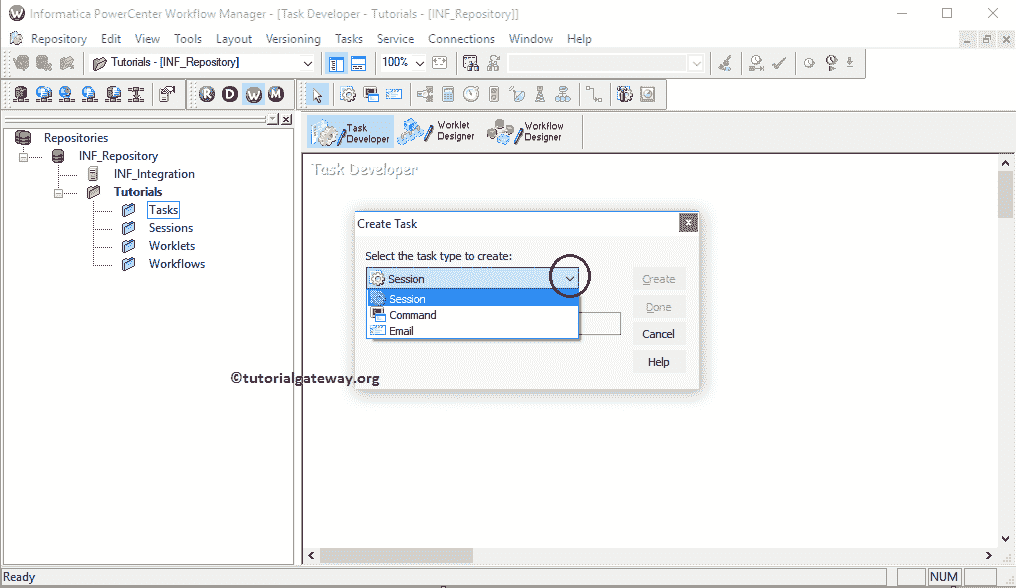 Informatica PowerCenter Workflow Manager - [Task Developer - Tutorials - [INF_Repository]]
Repository Edit View Tools Layout Versioning Tasks Service Connections Window Help
Tutorials - [INF_Repository]
100%
R D W M
Task Developer
Worklet Designer
Workflow Designer
Repositories
INF_Repository
INF_Integration
Tutorials
Tasks
Sessions
Worklets
Workflows
Task Developer
Create Task
Select the task type to create:
Session
Session
Command
Email
Create
Done
Cancel
Help
©tutorialgateway.org
Ready
NUM